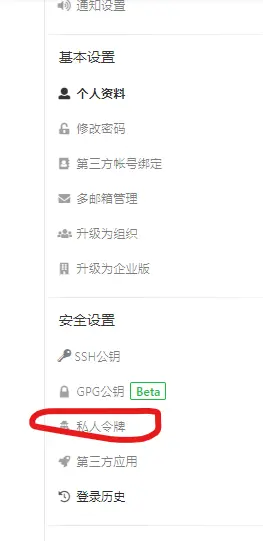 通知设置
基本设置
个人资料
修改密码
第三方帐号绑定
多邮箱管理
升级为组织
升级为企业版
安全设置
SSH公钥
GPG公钥 Beta
私人令牌
第三方应用
登录历史